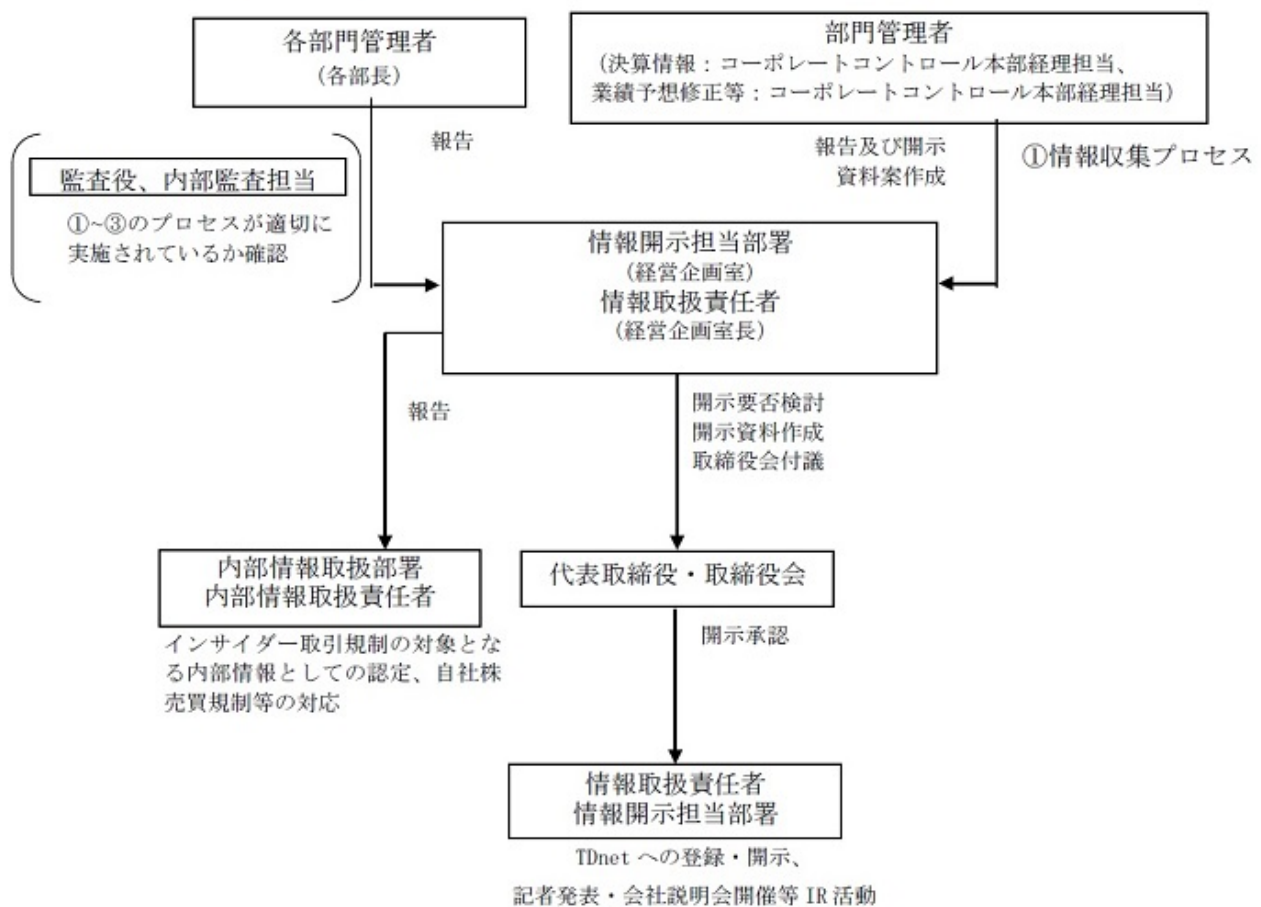 各部門管理者
(各部長)
部門管理者
(決算情報：コーポレートコントロール本部経理担当、
業績予想修正等：コーポレートコントロール本部経理担当)
報告
報告及び開示
資料案作成
①情報収集プロセス
監査役、内部監査担当
①~③のプロセスが適切に
実施されているか確認
情報開示担当部署
(経営企画室)
情報取扱責任者
(経営企画室長)
報告
開示要否検討
開示資料作成
取締役会付議
内部情報取扱部署
内部情報取扱責任者
インサイダー取引規制の対象とな
る内部情報としての認定、自社株
売買規制等の対応
代表取締役・取締役会
開示承認
情報取扱責任者
情報開示担当部署
TDnet への登録・開示、
記者発表・会社説明会開催等 IR 活動